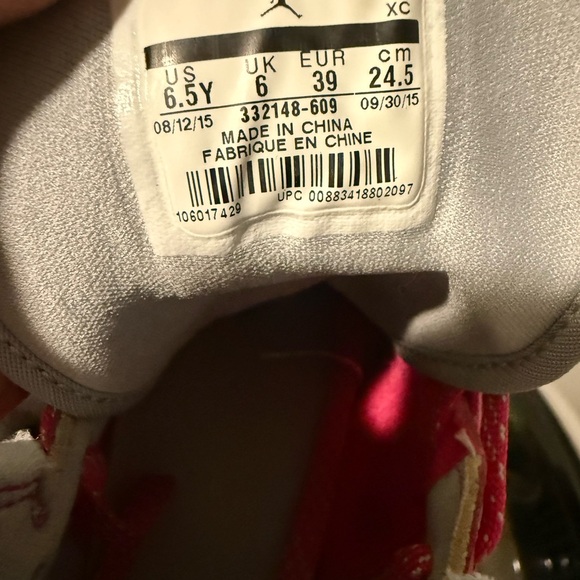 XC
US UK EUR cm
6.5Y 6 39 24.5
08/12/15 332148-609 09/30/15
MADE IN CHINA
FABRIQUE EN CHINE
106017429 UPC 00883418802097